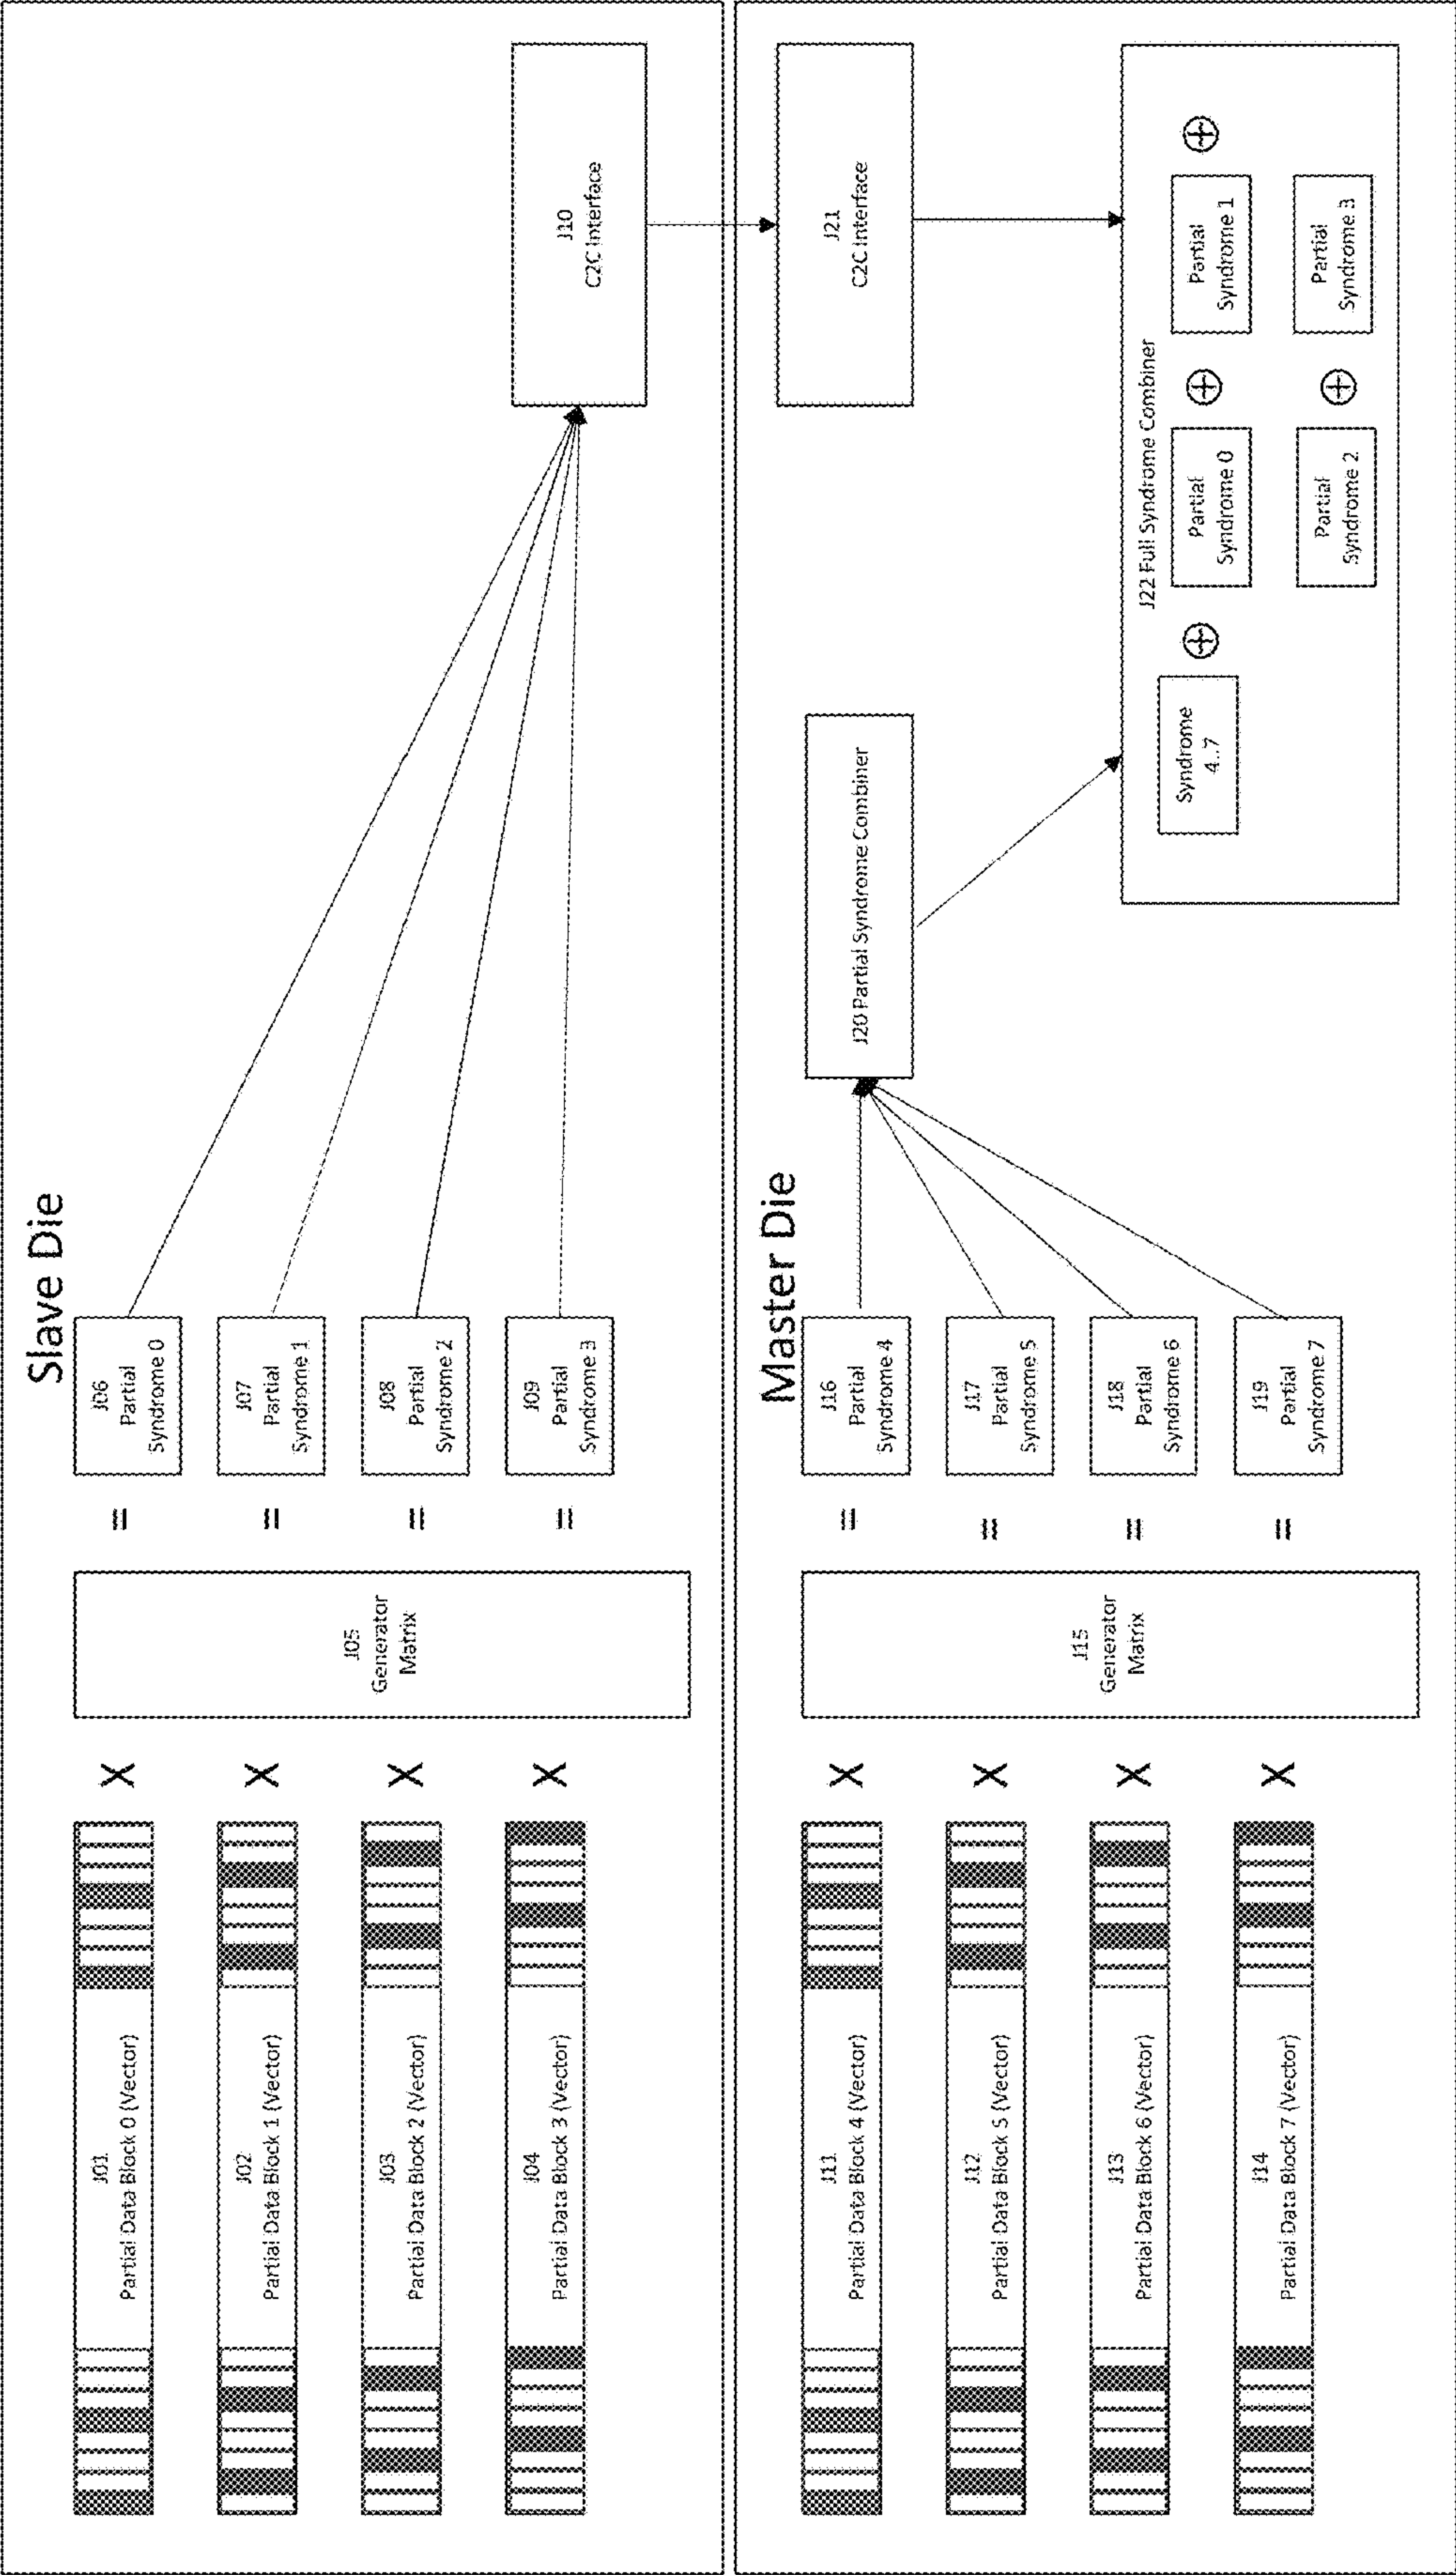 Slave Die
J01
Partial Data Block 0 (Vector)
X
J02
Partial Data Block 1 (Vector)
X
J03
Partial Data Block 2 (Vector)
X
J04
Partial Data Block 3 (Vector)
X
J05
Generator
Matrix
=
J06
Partial
Syndrome 0
=
J07
Partial
Syndrome 1
=
J08
Partial
Syndrome 2
=
J09
Partial
Syndrome 3
J10
C2C Interface
Master Die
J11
Partial Data Block 4 (Vector)
X
J12
Partial Data Block 5 (Vector)
X
J13
Partial Data Block 6 (Vector)
X
J14
Partial Data Block 7 (Vector)
X
J15
Generator
Matrix
=
J16
Partial
Syndrome 4
=
J17
Partial
Syndrome 5
=
J18
Partial
Syndrome 6
=
J19
Partial
Syndrome 7
J20 Partial Syndrome Combiner
J21
C2C Interface
J22 Full Syndrome Combiner
Syndrome
4..7
⊕
Partial
Syndrome 0
⊕
Partial
Syndrome 1
⊕
Partial
Syndrome 2
⊕
Partial
Syndrome 3